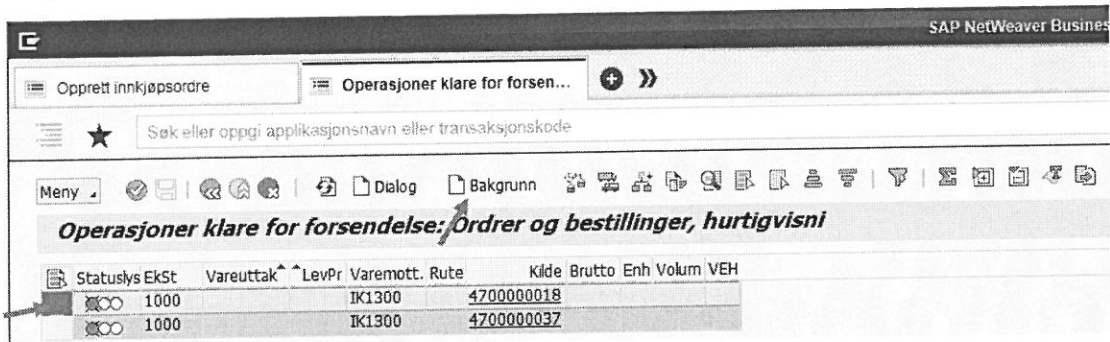 SAP NetWeaver Busines
Opprett innkjøpsordre Operasjoner klare for forsen...
Søk eller oppgi applikasjonsnavn eller transaksjonskode
Meny Dialog Bakgrunn
Operasjoner klare for forsendelse: Ordrer og bestillinger, hurtigvisni
Statuslys EkSt Vareuttak LevPr Varemott. Rute Kilde Brutto Enh Volum VEH
1000 IK1300 4700000018
1000 IK1300 4700000037